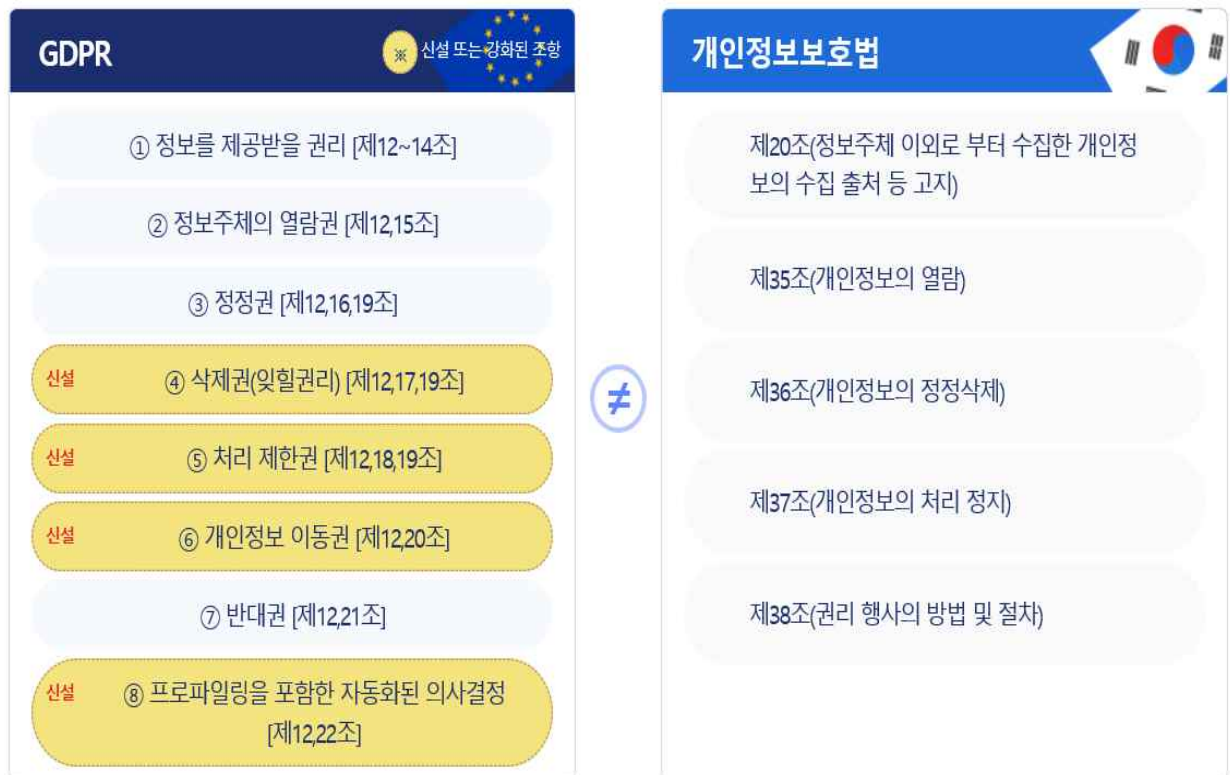 GDPR
※ 신설 또는 강화된 조항
① 정보를 제공받을 권리 [제12~14조]
② 정보주체의 열람권 [제12,15조]
③ 정정권 [제12,16,19조]
신설 ④ 삭제권(잊힐권리) [제12,17,19조]
신설 ⑤ 처리 제한권 [제12,18,19조]
신설 ⑥ 개인정보 이동권 [제12,20조]
⑦ 반대권 [제12,21조]
신설 ⑧ 프로파일링을 포함한 자동화된 의사결정
[제12,22조]
≠
개인정보보호법
제20조(정보주체 이외로 부터 수집한 개인정
보의 수집 출처 등 고지)
제35조(개인정보의 열람)
제36조(개인정보의 정정삭제)
제37조(개인정보의 처리 정지)
제38조(권리 행사의 방법 및 절차)